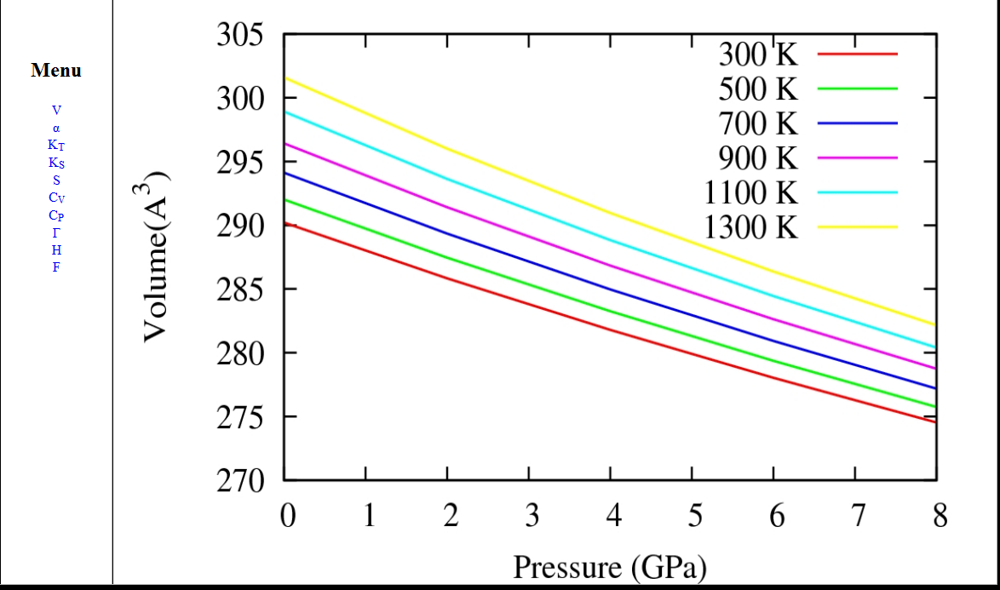 Menu
V
α
KT
KS
S
CV
CP
Γ
H
F
305
300
295
290
285
280
275
270
Volume(A³)
300 K
500 K
700 K
900 K
1100 K
1300 K
0 1 2 3 4 5 6 7 8
Pressure (GPa)